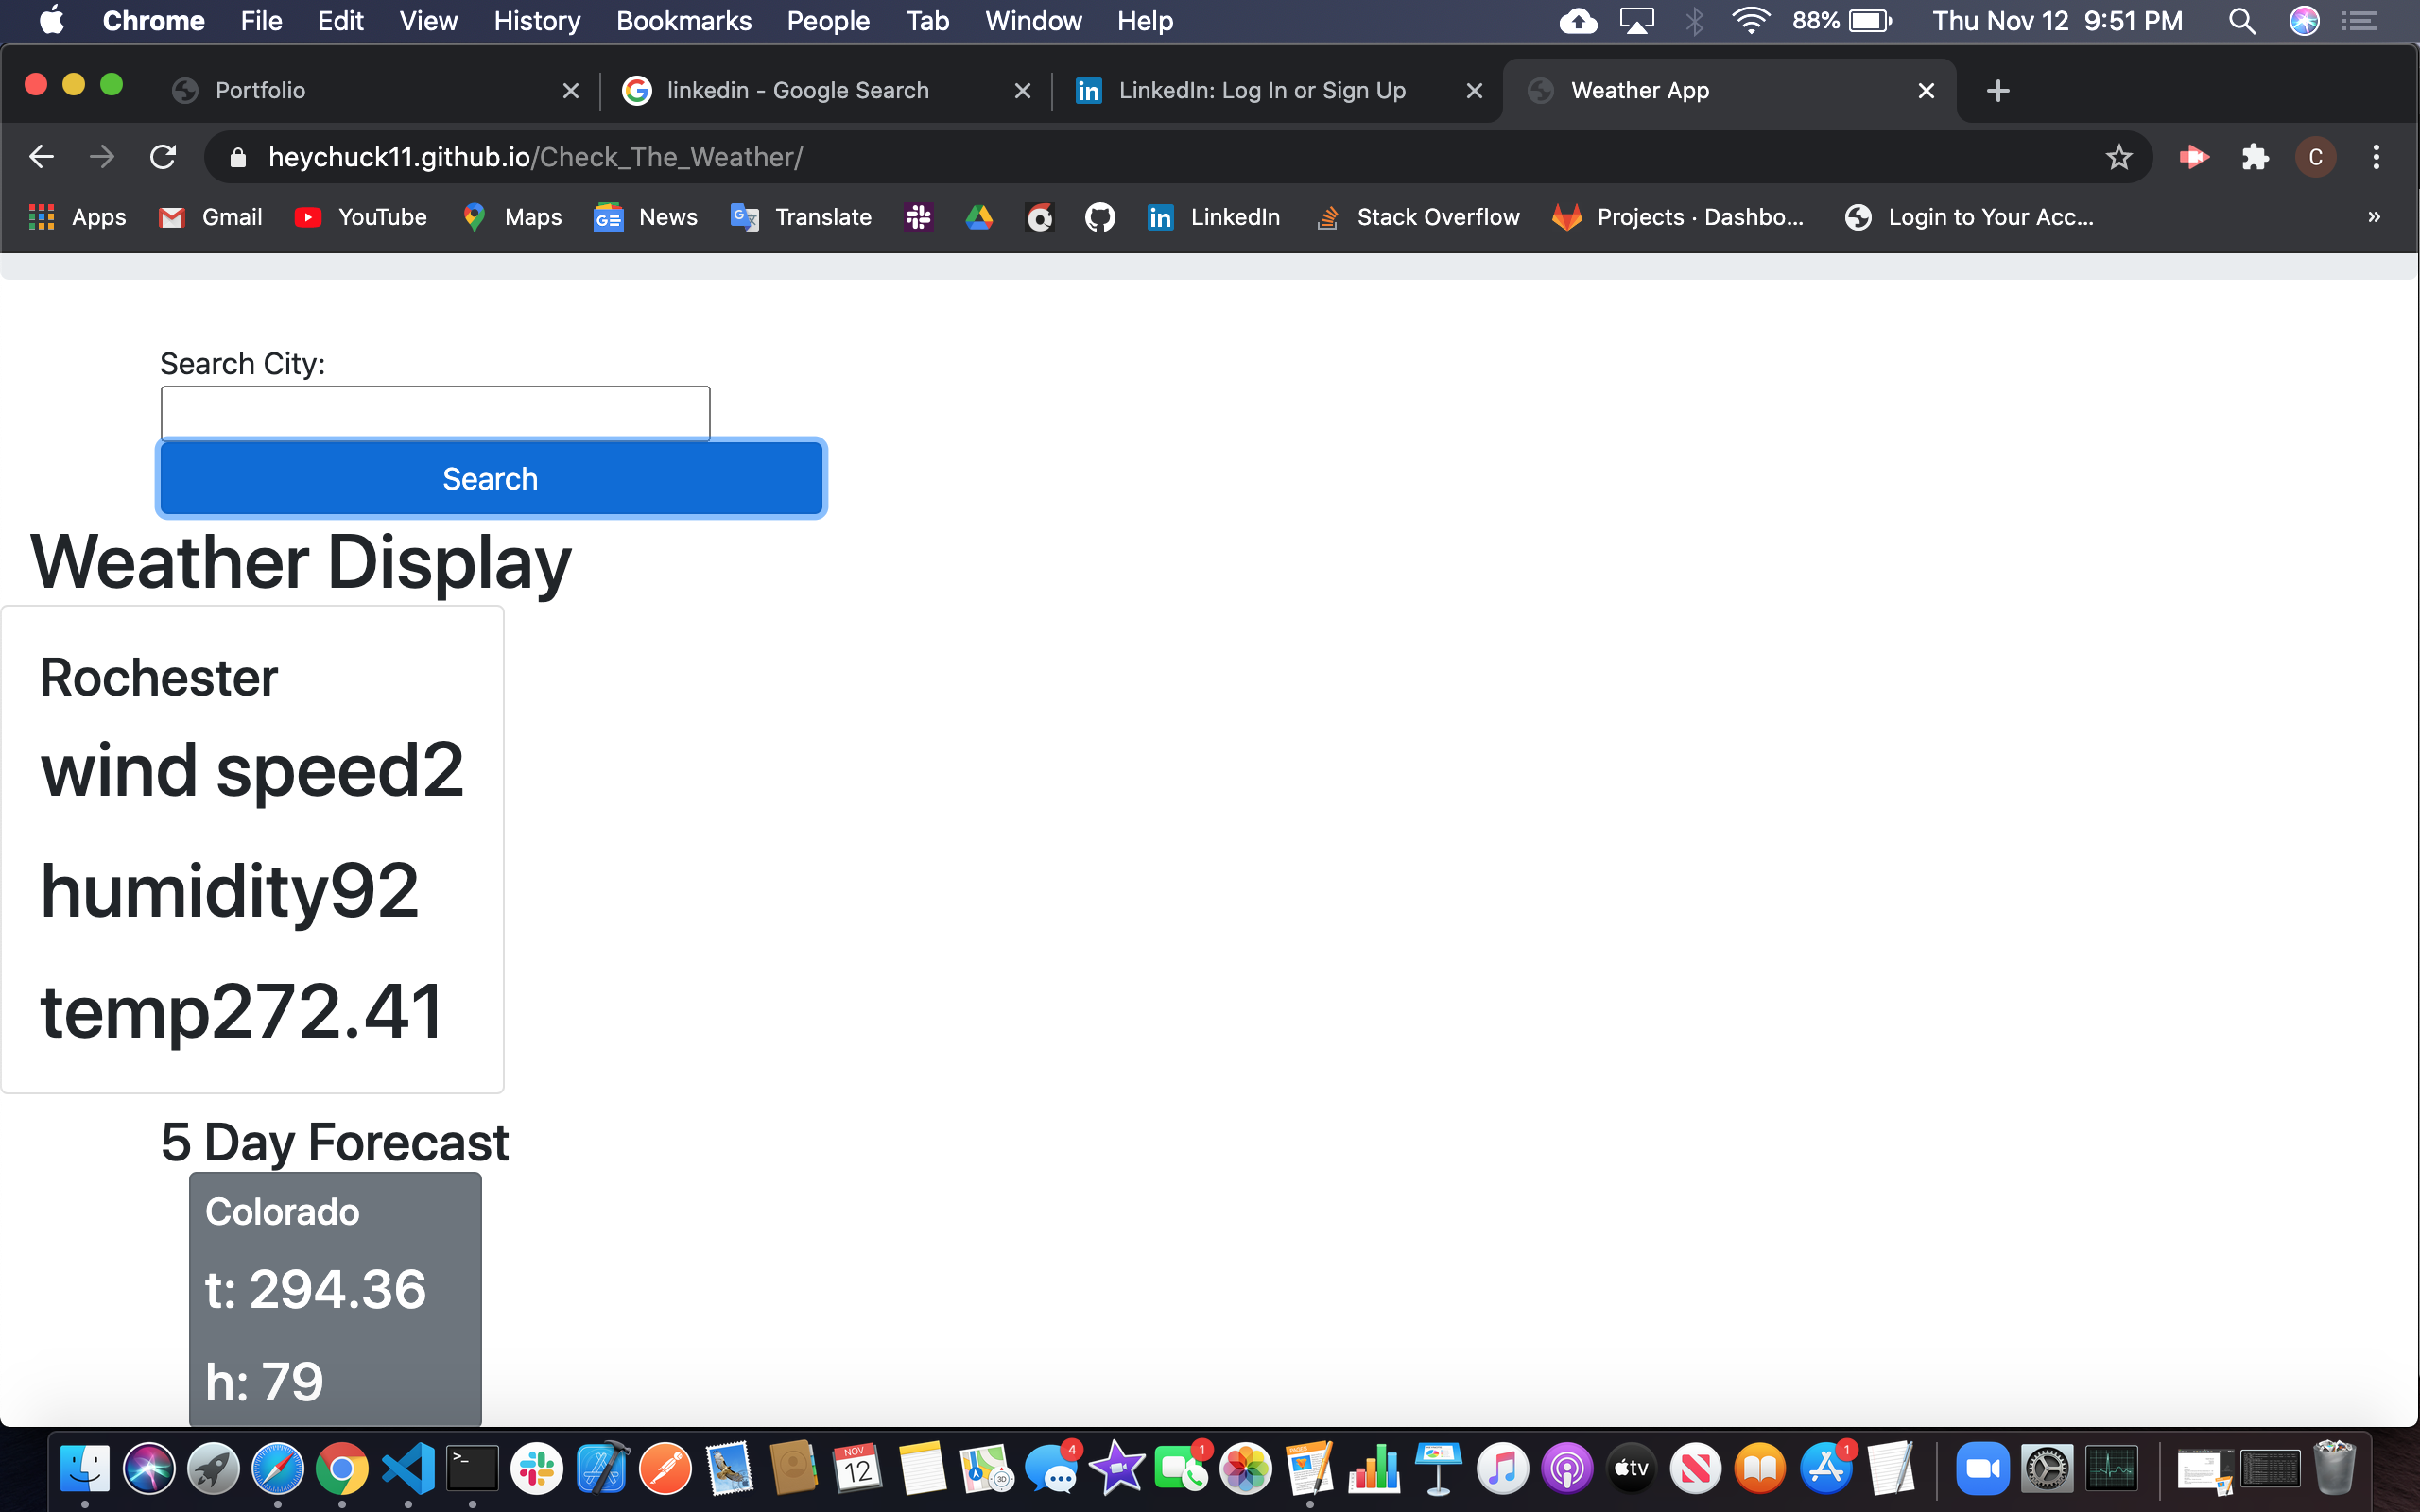 Chrome File Edit View History Bookmarks People Tab Window Help 88% Thu Nov 12 9:51 PM
Portfolio linkedin - Google Search LinkedIn: Log In or Sign Up Weather App
heychuck11.github.io/Check_The_Weather/ C
Apps Gmail YouTube Maps News Translate LinkedIn Stack Overflow Projects · Dashbo... Login to Your Acc... »
Search City:
Search
Weather Display
Rochester
wind speed2
humidity92
temp272.41
5 Day Forecast
Colorado
t: 294.36
h: 79
NOV 12 3D 4 1 PAGES tv 1